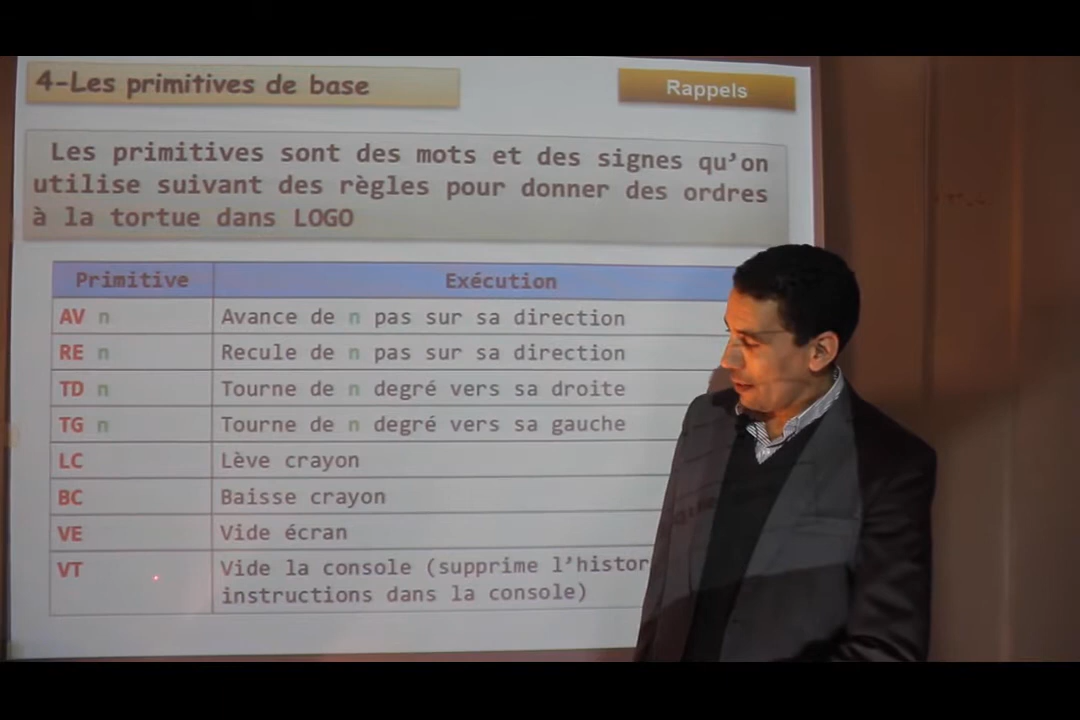 4-Les primitives de base
Rappels
Les primitives sont des mots et des signes qu'on
utilise suivant des règles pour donner des ordres
à la tortue dans LOGO
Primitive Exécution
AV n Avance de n pas sur sa direction
RE n Recule de n pas sur sa direction
TD n Tourne de n degré vers sa droite
TG n Tourne de n degré vers sa gauche
LC Lève crayon
BC Baisse crayon
VE Vide écran
VT Vide la console (supprime l'histor
instructions dans la console)